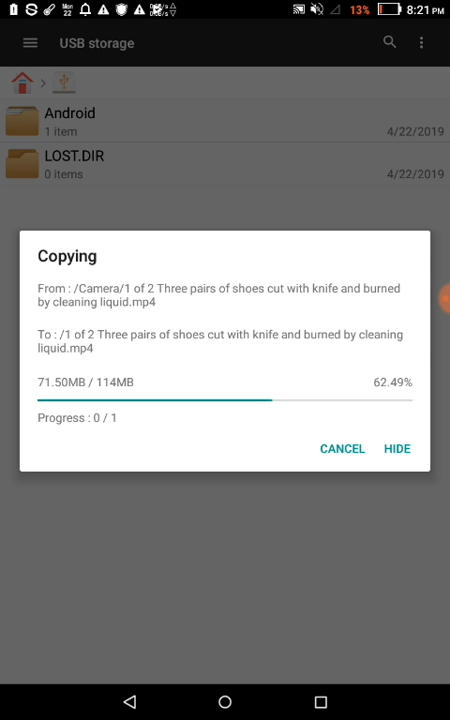 Mon
22
13%
8:21 PM
USB storage
Android
1 item
4/22/2019
LOST.DIR
0 items
4/22/2019
Copying
From : /Camera/1 of 2 Three pairs of shoes cut with knife and burned
by cleaning liquid.mp4
To : /1 of 2 Three pairs of shoes cut with knife and burned by cleaning
liquid.mp4
71.50MB / 114MB
62.49%
Progress : 0 / 1
CANCEL
HIDE